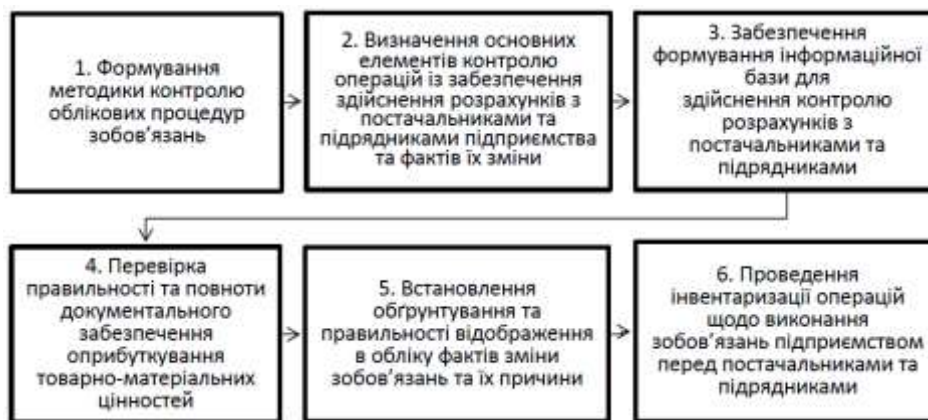 1. Формування
методики контролю
облікових процедур
зобов’язань
2. Визначення основних
елементів контролю
операцій із забезпечення
здійснення розрахунків з
постачальниками та
підрядниками підприємства
та фактів їх зміни
3. Забезпечення
формування інформаційної
бази для
здійснення контролю
розрахунків з
постачальниками та
підрядниками
4. Перевірка
правильності та повноти
документального
забезпечення
оприбуткування
товарно-матеріальних
цінностей
5. Встановлення
обґрунтування та
правильності відображення
в обліку фактів зміни
зобов’язань та їх причини
6. Проведення
інвентаризації операцій
щодо виконання
зобов’язань підприємством
перед постачальниками та
підрядниками